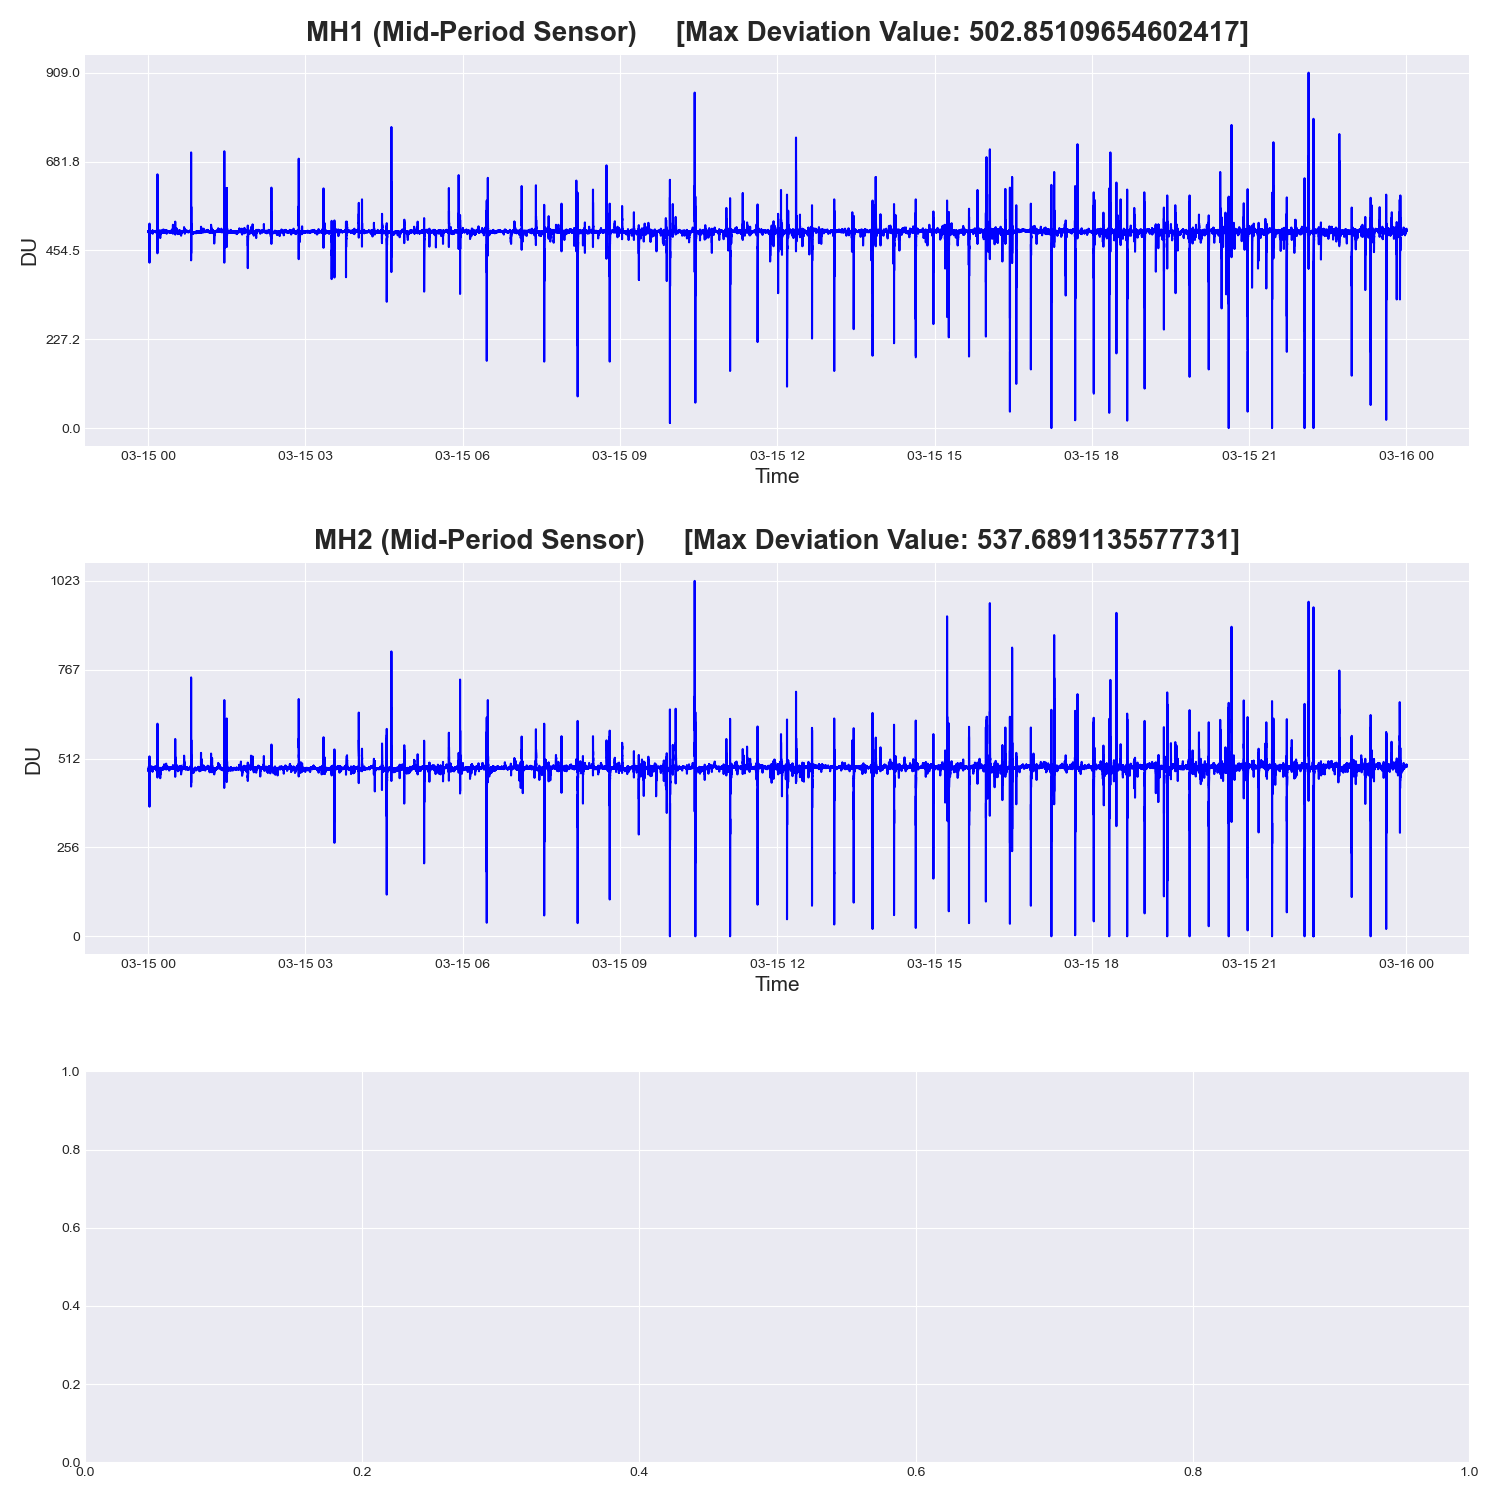 MH1 (Mid-Period Sensor) [Max Deviation Value: 502.85109654602417]
909.0
681.8
454.5
227.2
0.0
DU
03-15 00 03-15 03 03-15 06 03-15 09 03-15 12 03-15 15 03-15 18 03-15 21 03-16 00
Time
MH2 (Mid-Period Sensor) [Max Deviation Value: 537.6891135577731]
1023
767
512
256
0
DU
03-15 00 03-15 03 03-15 06 03-15 09 03-15 12 03-15 15 03-15 18 03-15 21 03-16 00
Time
1.0
0.8
0.6
0.4
0.2
0.0
0.0 0.2 0.4 0.6 0.8 1.0